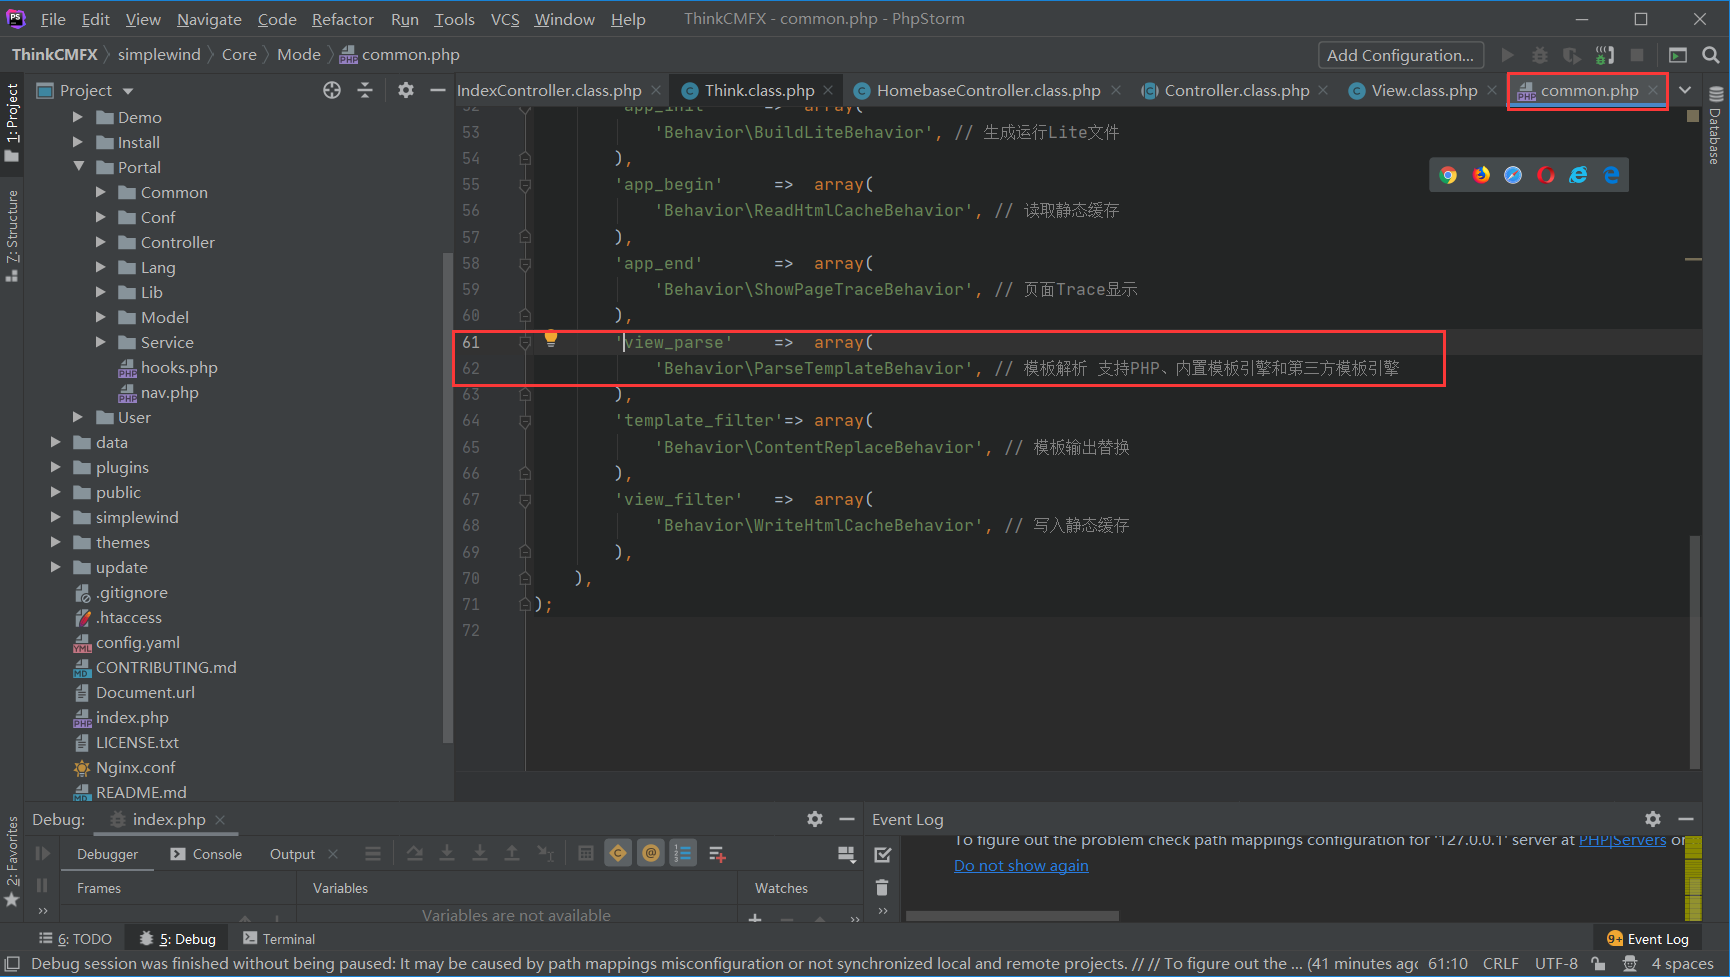 File Edit View Navigate Code Refactor Run Tools VCS Window Help ThinkCMFX - common.php - PhpStorm
ThinkCMFX simplewind Core Mode common.php Add Configuration...
Project
IndexController.class.php Think.class.php HomebaseController.class.php Controller.class.php View.class.php common.php
1: Project
7: Structure
2: Favorites
Database
Demo
Install
Portal
Common
Conf
Controller
Lang
Lib
Model
Service
hooks.php
nav.php
User
data
plugins
public
simplewind
themes
update
.gitignore
.htaccess
config.yaml
CONTRIBUTING.md
Document.url
index.php
LICENSE.txt
Nginx.conf
README.md
52 'app_init' => array(
53 'Behavior\BuildLiteBehavior', // 生成运行Lite文件
54 ),
55 'app_begin' => array(
56 'Behavior\ReadHtmlCacheBehavior', // 读取静态缓存
57 ),
58 'app_end' => array(
59 'Behavior\ShowPageTraceBehavior', // 页面Trace显示
60 ),
61 'view_parse' => array(
62 'Behavior\ParseTemplateBehavior', // 模板解析 支持PHP、内置模板引擎和第三方模板引擎
63 ),
64 'template_filter'=> array(
65 'Behavior\ContentReplaceBehavior', // 模板输出替换
66 ),
67 'view_filter' => array(
68 'Behavior\WriteHtmlCacheBehavior', // 写入静态缓存
69 ),
70 ),
71 );
72
Debug: index.php
Debugger Console Output
Frames Variables Watches
Variables are not available
Event Log
To figure out the problem check path mappings configuration for '127.0.0.1' server at PHP|Servers or
Do not show again
6: TODO 5: Debug Terminal 9+ Event Log
Debug session was finished without being paused: It may be caused by path mappings misconfiguration or not synchronized local and remote projects. // // To figure out the ... (41 minutes ago 61:10 CRLF UTF-8 4 spaces